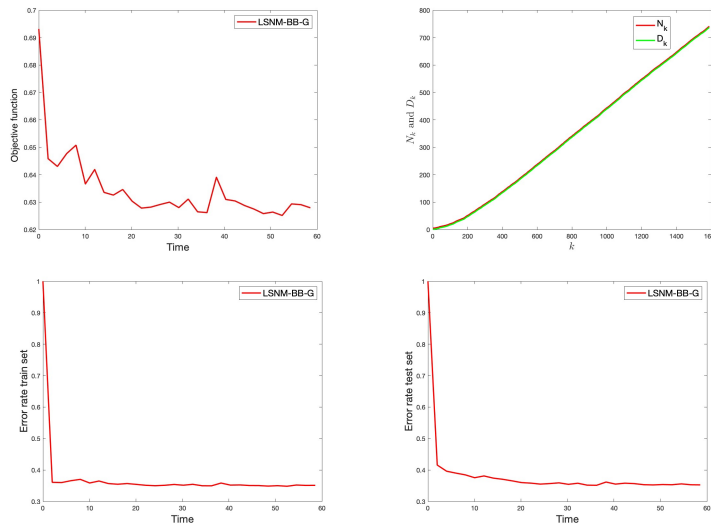 0.7
0.69
0.68
0.67
0.66
0.65
0.64
0.63
0.62
0 10 20 30 40 50 60
Objective function
Time
LSNM-BB-G
800
700
600
500
400
300
200
100
0
0 200 400 600 800 1000 1200 1400 1600
N_k and D_k
k
N_k
D_k
1
0.9
0.8
0.7
0.6
0.5
0.4
0.3
0 10 20 30 40 50 60
Error rate train set
Time
LSNM-BB-G
1
0.9
0.8
0.7
0.6
0.5
0.4
0.3
0 10 20 30 40 50 60
Error rate test set
Time
LSNM-BB-G